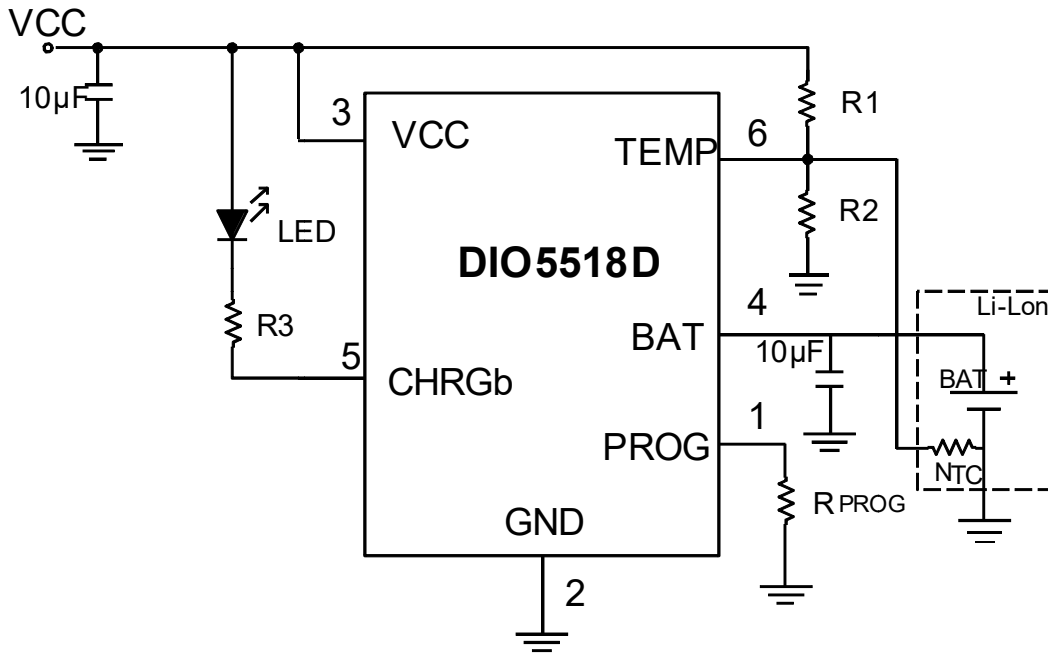 VCC
10µF
3
VCC
TEMP
6
R1
R2
LED
DIO5518D
R3
5
CHRGb
BAT
4
10µF
Li-Lon
BAT +
PROG
1
NTC
R PROG
GND
2